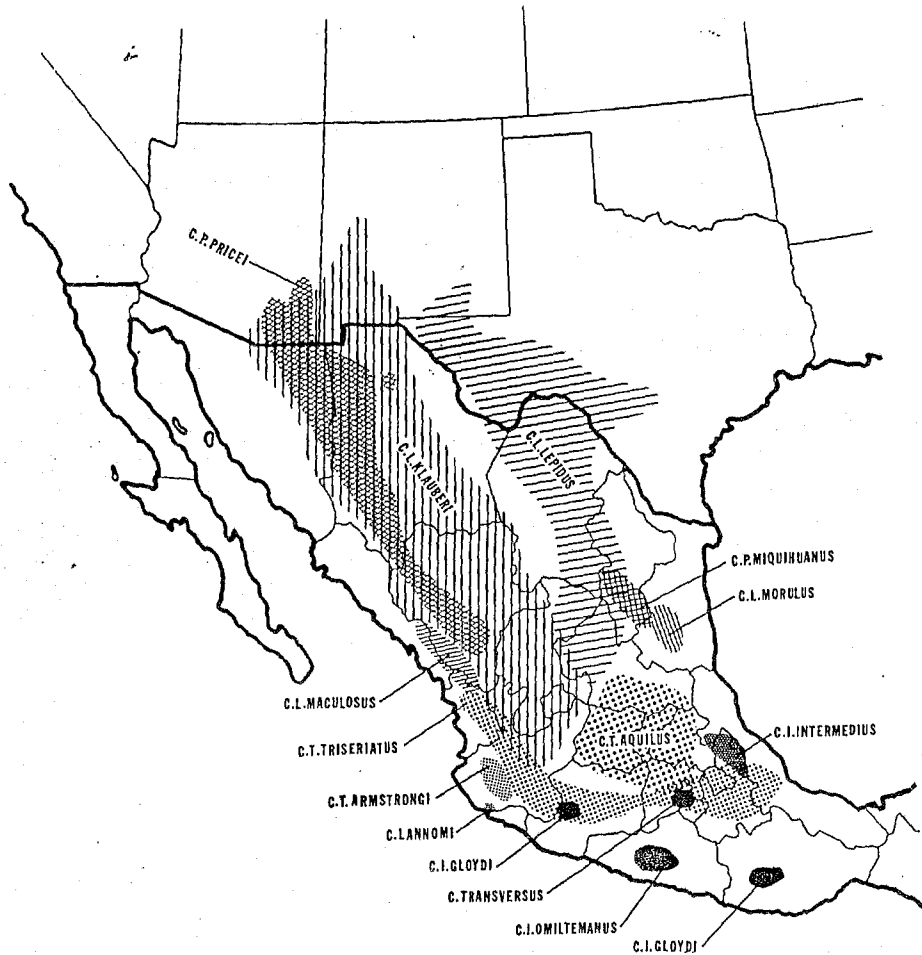 C.P.PRICEI
C.L.KLAUBERI
C.L.LEPIDUS
C.P.MIQUIHUANUS
C.L.MORULUS
C.L.MACULOSUS
C.T.AQUILUS
C.I.INTERMEDIUS
C.T.TRISERIATUS
C.T.ARMSTRONGI
C.LANNOMI
C.I.GLOYDI
C.TRANSVERSUS
C.I.OMILTEMANUS
C.I.GLOYDI